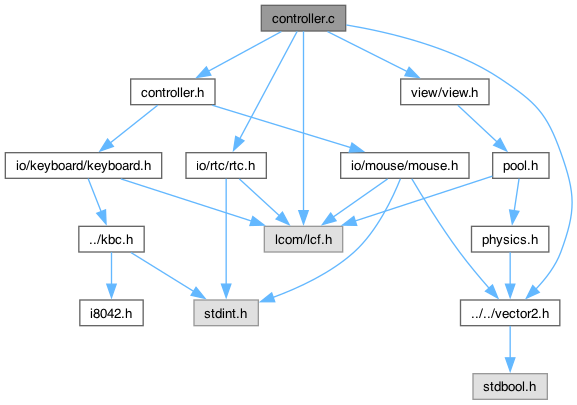 controller.c
controller.h
view/view.h
io/keyboard/keyboard.h
io/rtc/rtc.h
io/mouse/mouse.h
pool.h
../kbc.h
lcom/lcf.h
physics.h
i8042.h
stdint.h
../../vector2.h
stdbool.h